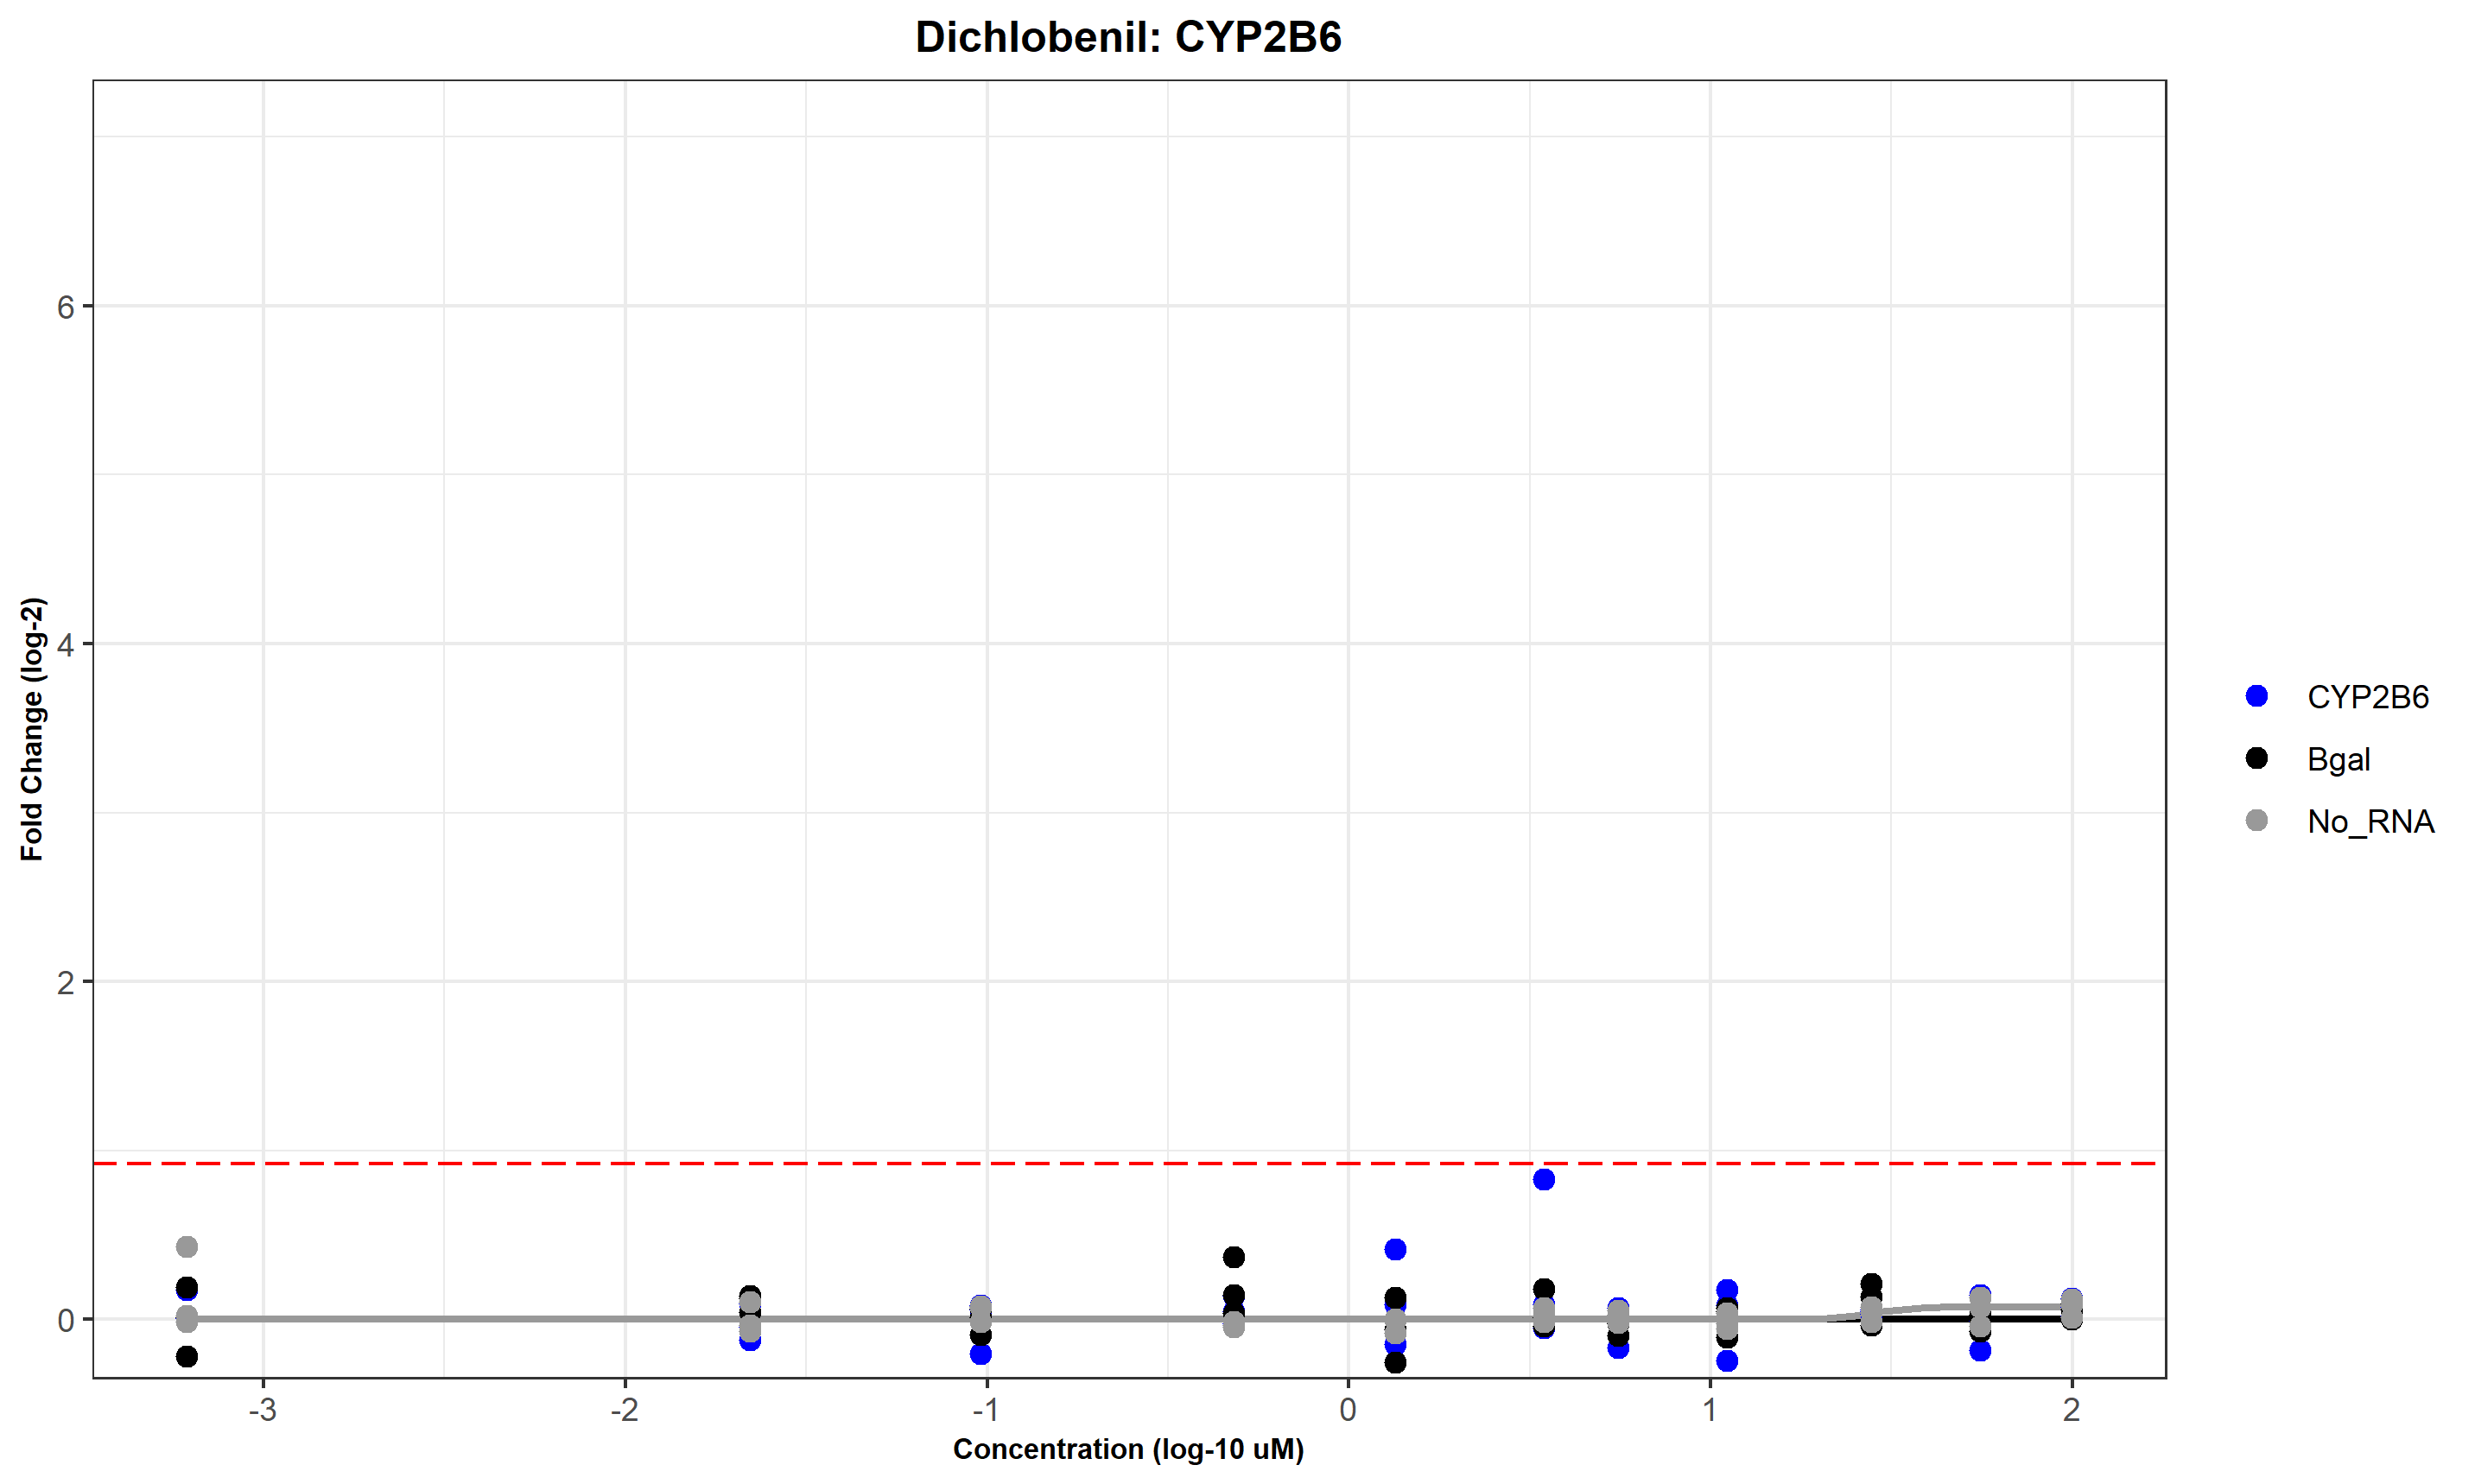 Dichlobenil: CYP2B6
Fold Change (log-2)
6
4
2
0
-3
-2
-1
0
1
2
Concentration (log-10 uM)
CYP2B6
Bgal
No_RNA